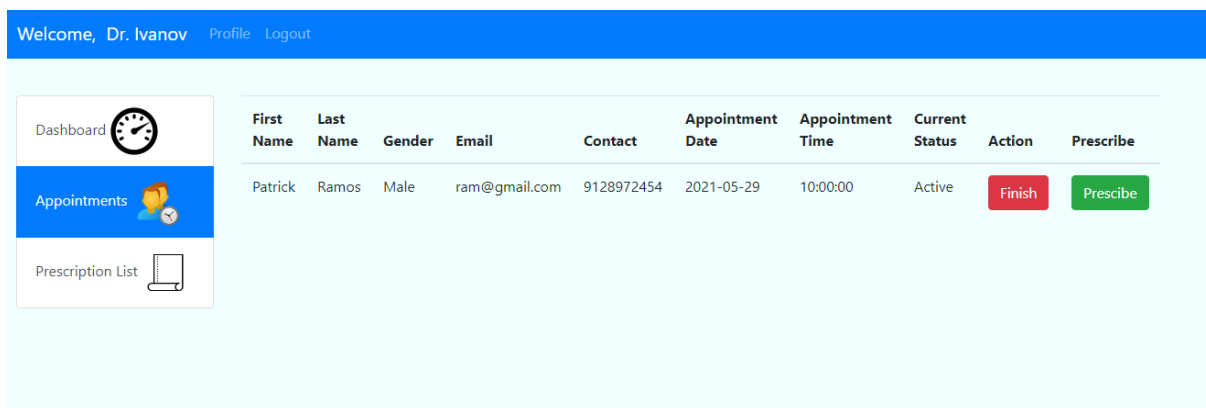 Welcome, Dr. Ivanov Profile Logout
Dashboard
Appointments
Prescription List
First Name Last Name Gender Email Contact Appointment Date Appointment Time Current Status Action Prescribe
Patrick Ramos Male ram@gmail.com 9128972454 2021-05-29 10:00:00 Active Finish Prescibe